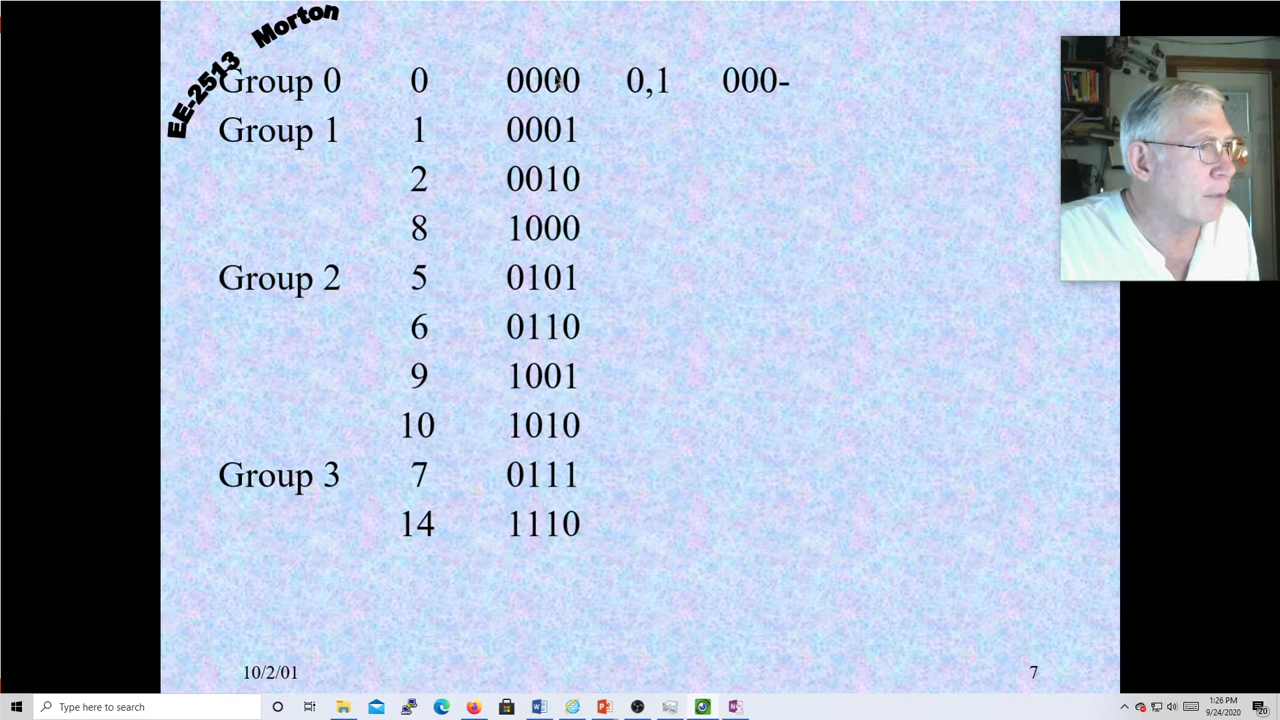 EE-2513 Morton
Group 0 0 0000 0,1 000-
Group 1 1 0001
2 0010
8 1000
Group 2 5 0101
6 0110
9 1001
10 1010
Group 3 7 0111
14 1110
10/2/01 7
Type here to search
1:26 PM
9/24/2020
20